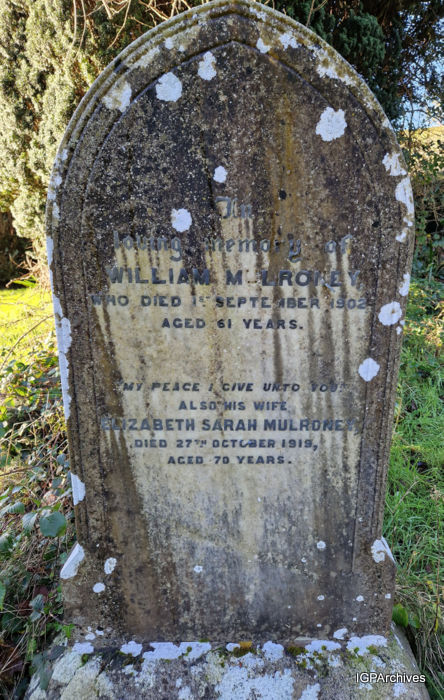 In
loving memory of
WILLIAM MULRONEY
WHO DIED 1ST SEPTEMBER 1902
AGED 61 YEARS.
"MY PEACE I GIVE UNTO YOU"
ALSO HIS WIFE
ELIZABETH SARAH MULRONEY
DIED 27TH OCTOBER 1919,
AGED 70 YEARS.
IGPArchives